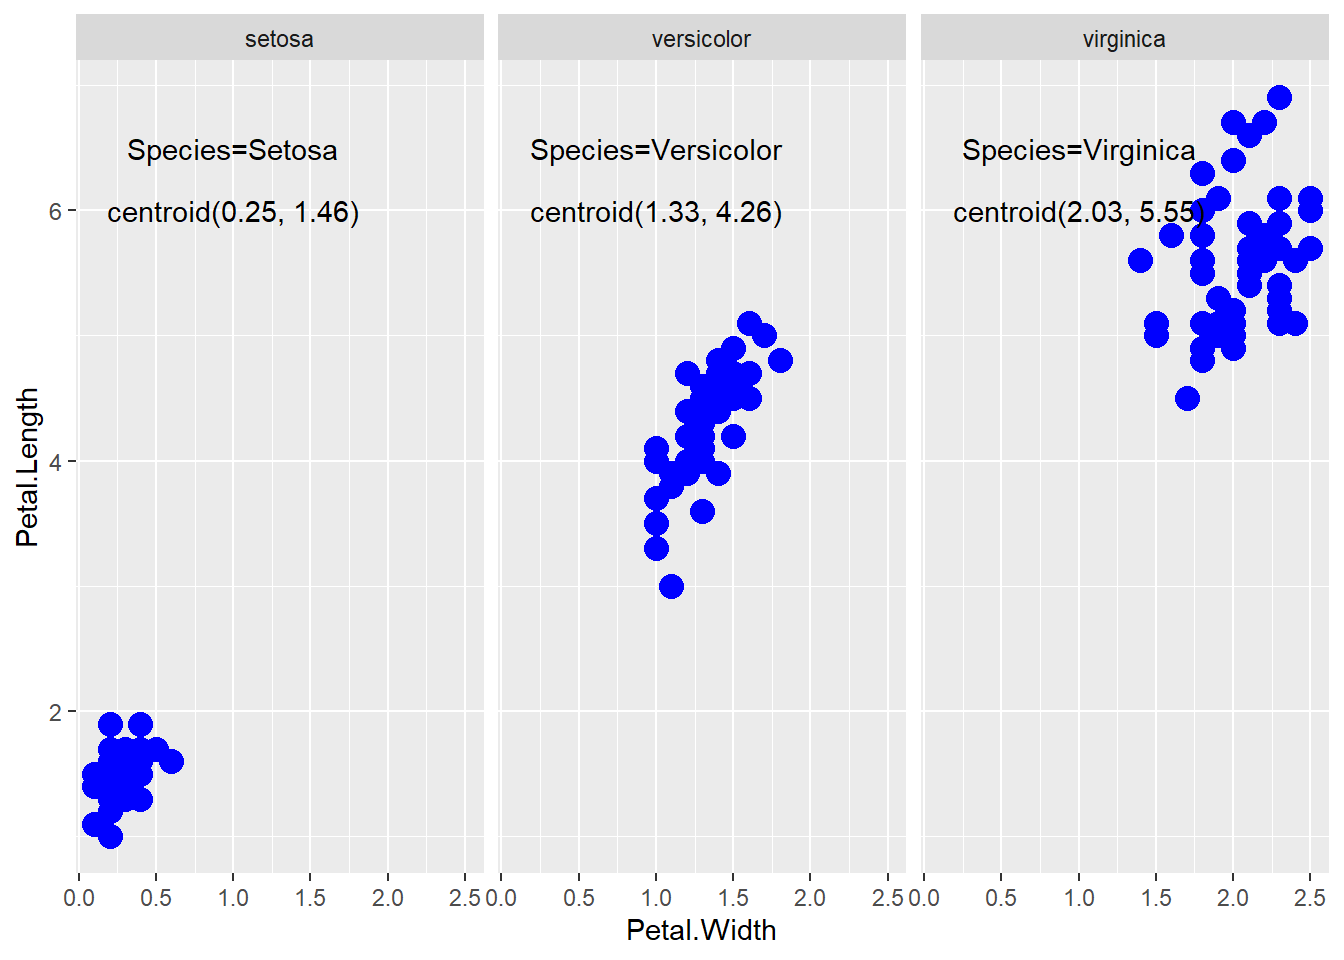 setosa versicolor virginica
Species=Setosa Species=Versicolor Species=Virginica
centroid(0.25, 1.46) centroid(1.33, 4.26) centroid(2.03, 5.55)
6
4
2
Petal.Length
0.0 0.5 1.0 1.5 2.0 2.5 0.0 0.5 1.0 1.5 2.0 2.5 0.0 0.5 1.0 1.5 2.0 2.5
Petal.Width